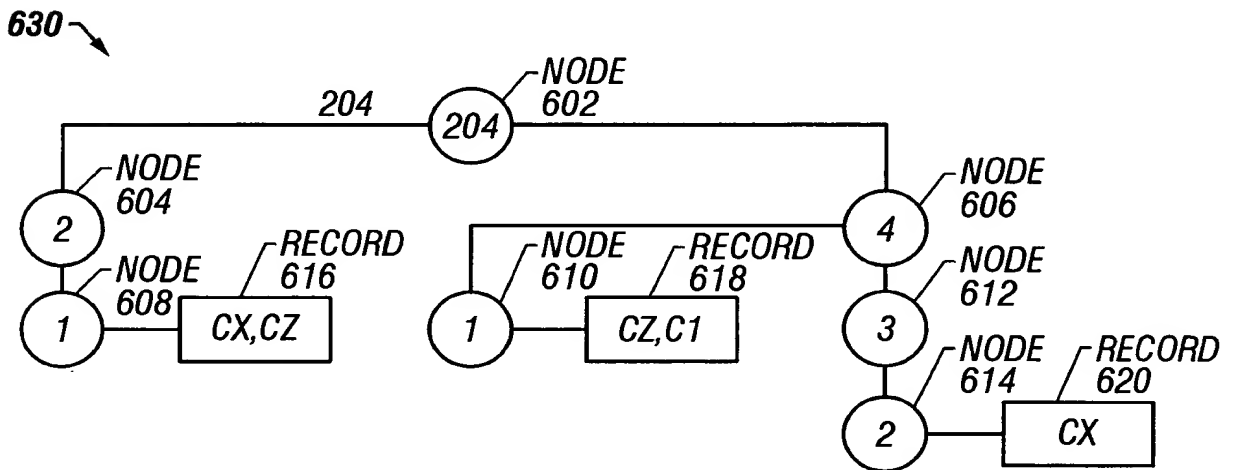 630
NODE
602
204
204
NODE
604
2
NODE
606
4
NODE
608
1
RECORD
616
CX,CZ
NODE
610
1
RECORD
618
CZ,C1
NODE
612
3
NODE
614
2
RECORD
620
CX